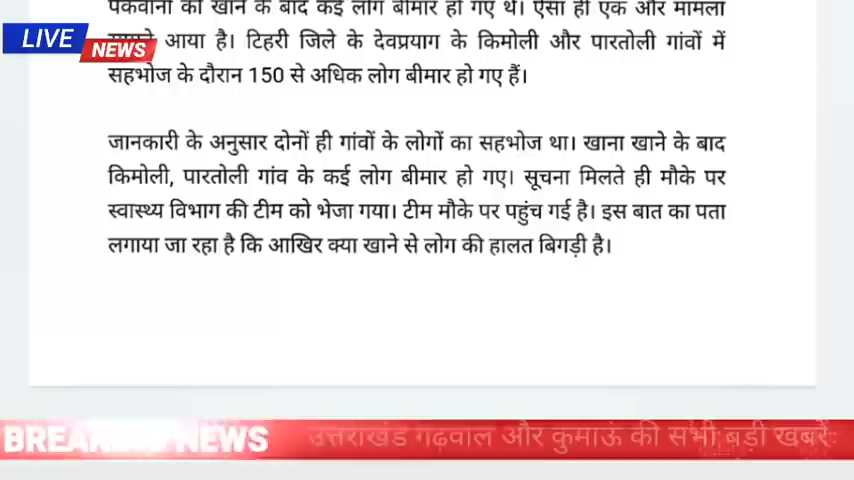 पकवानों को खाने के बाद कई लोग बीमार हो गए थे। ऐसा ही एक और मामला
LIVE
NEWS
आया है। टिहरी जिले के देवप्रयाग के किमोली और पारतोली गांवों में
सहभोज के दौरान 150 से अधिक लोग बीमार हो गए हैं।
जानकारी के अनुसार दोनों ही गांवों के लोगों का सहभोज था। खाना खाने के बाद
किमोली, पारतोली गांव के कई लोग बीमार हो गए। सूचना मिलते ही मौके पर
स्वास्थ्य विभाग की टीम को भेजा गया। टीम मौके पर पहुंच गई है। इस बात का पता
लगाया जा रहा है कि आखिर क्या खाने से लोग की हालत बिगड़ी है।
BREAKING NEWS
उत्तराखंड गढ़वाल और कुमाऊं की सभी बड़ी खबरें